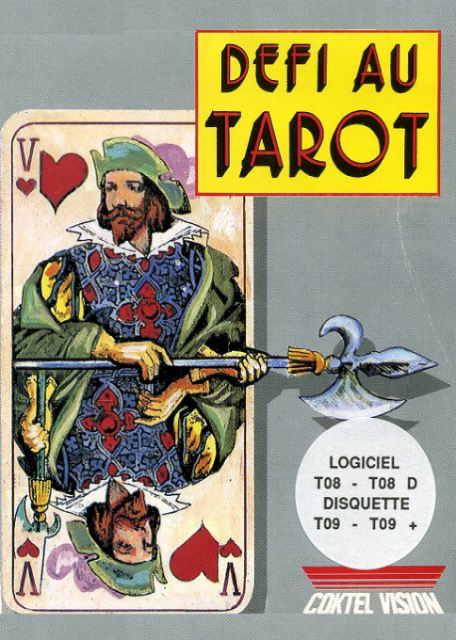 DEFI AU
TAROT
V
LOGICIEL
T08 - T08 D
DISQUETTE
T09 - T09 +
COKTEL VISION
V